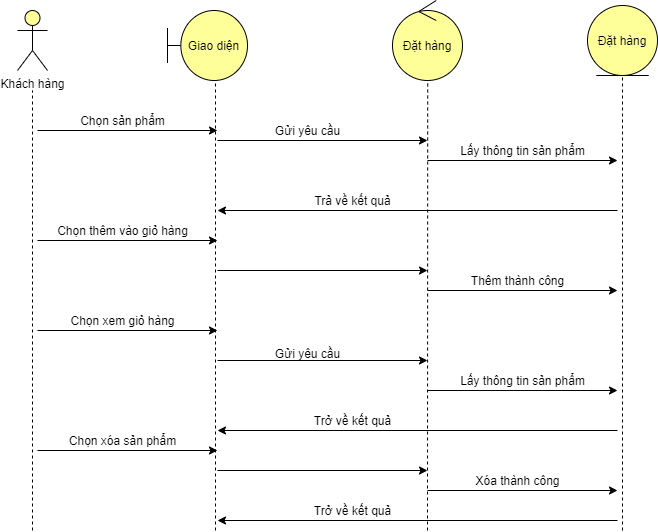 Giao diện
Đặt hàng
Đặt hàng
Khách hàng
Chọn sản phẩm
Gửi yêu cầu
Lấy thông tin sản phẩm
Trả về kết quả
Chọn thêm vào giỏ hàng
Thêm thành công
Chọn xem giỏ hàng
Gửi yêu cầu
Lấy thông tin sản phẩm
Trở về kết quả
Chọn xóa sản phẩm
Xóa thành công
Trở về kết quả